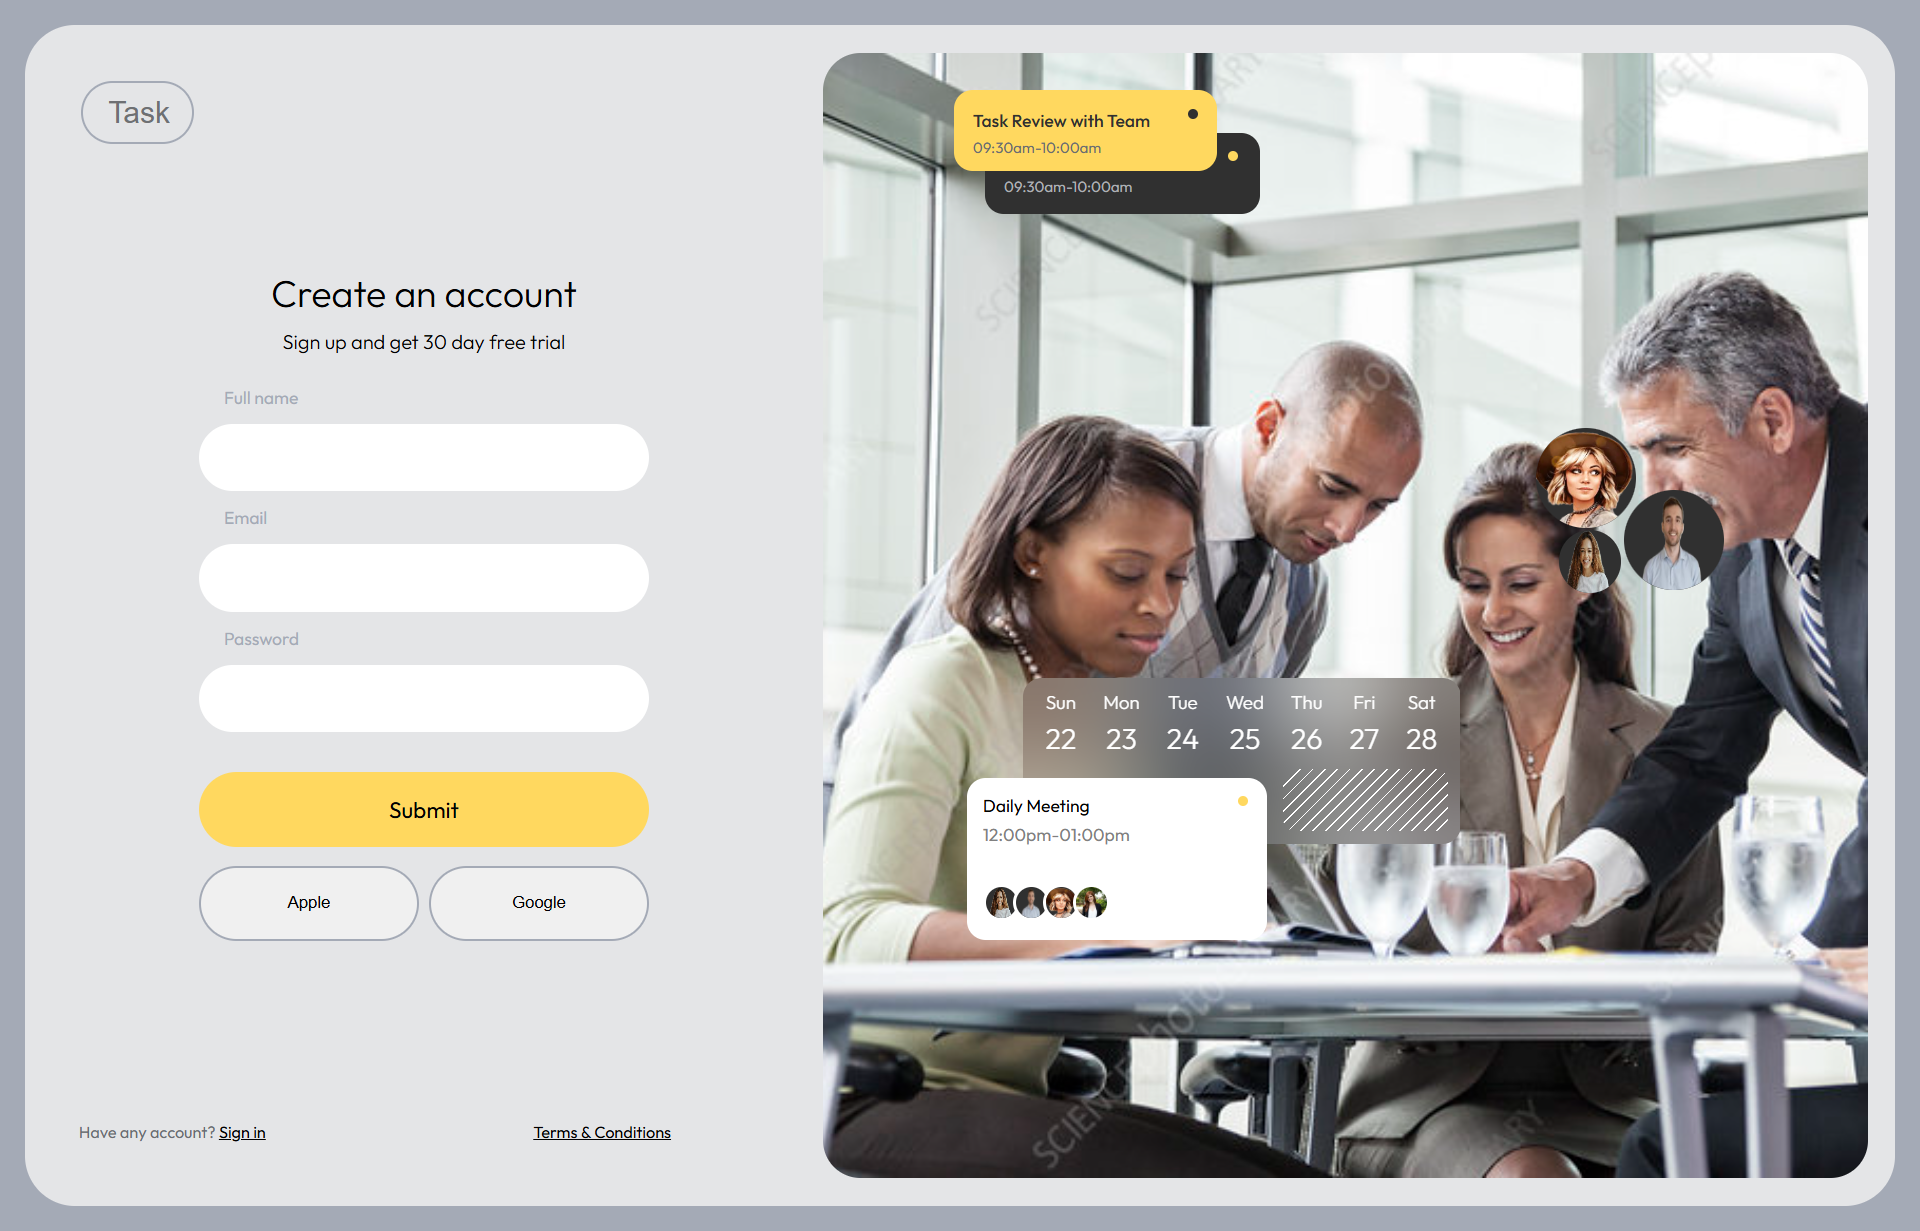 Task
Create an account
Sign up and get 30 day free trial
Full name
Email
Password
Submit
Apple
Google
Have any account? Sign in
Terms & Conditions
Task Review with Team
09:30am-10:00am
09:30am-10:00am
Sun Mon Tue Wed Thu Fri Sat
22 23 24 25 26 27 28
Daily Meeting
12:00pm-01:00pm